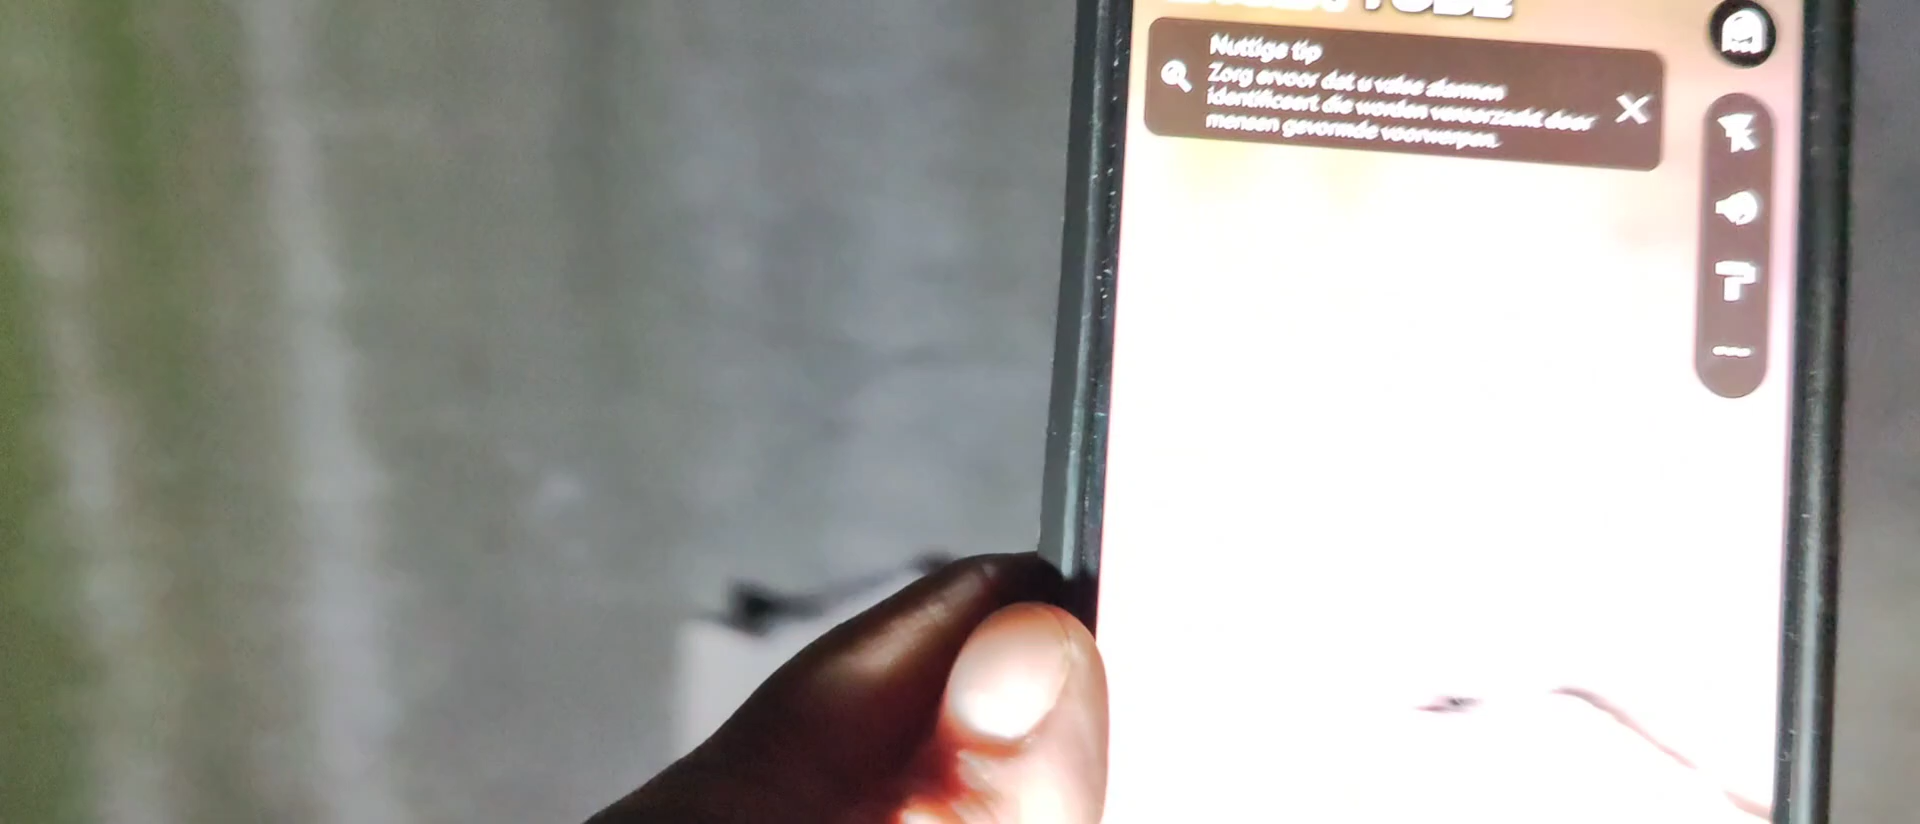 Nuttige tip
Zorg ervoor dat u valse alarmen
identificeert die worden veroorzaakt door
mensen gevormde voorwerpen.